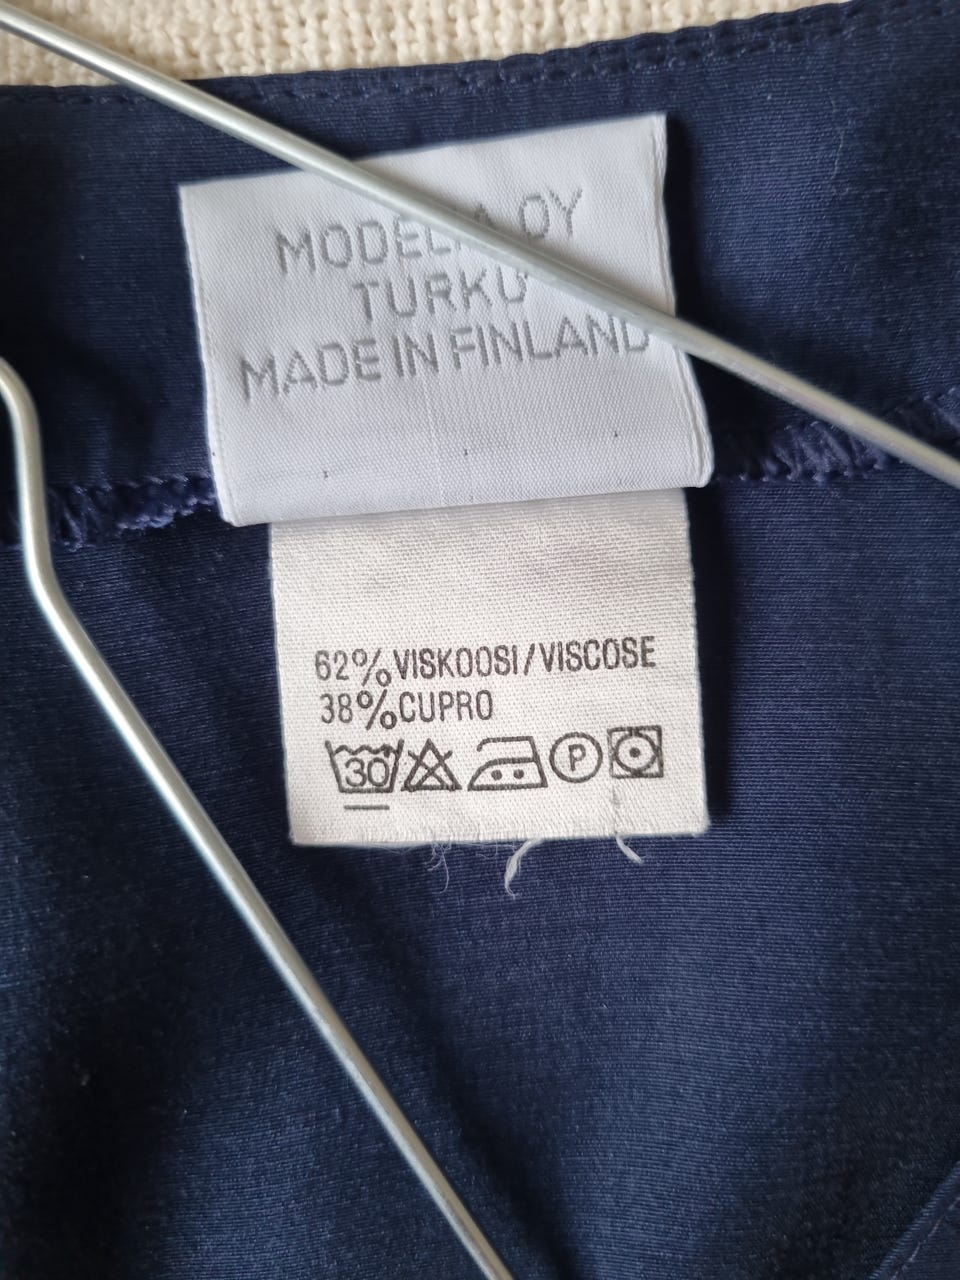 OY
TURKU
MADE IN FINLAND
62% VISKOOSI/VISCOSE
38% CUPRO
30 P